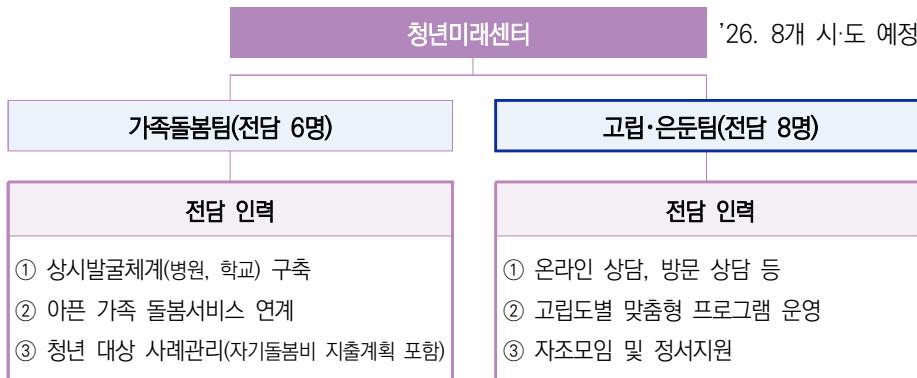 청년미래센터
’26. 8개 시·도 예정
가족돌봄팀(전담 6명)
고립·은둔팀(전담 8명)
전담 인력
① 상시발굴체계(병원, 학교) 구축
② 아픈 가족 돌봄서비스 연계
③ 청년 대상 사례관리(자기돌봄비 지출계획 포함)
전담 인력
① 온라인 상담, 방문 상담 등
② 고립도별 맞춤형 프로그램 운영
③ 자조모임 및 정서지원